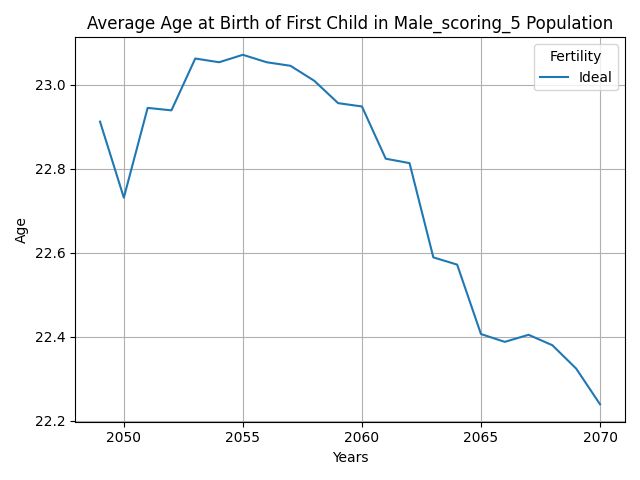 Average Age at Birth of First Child in Male_scoring_5 Population
Fertility
Ideal
23.0
22.8
22.6
22.4
22.2
Age
2050 2055 2060 2065 2070
Years